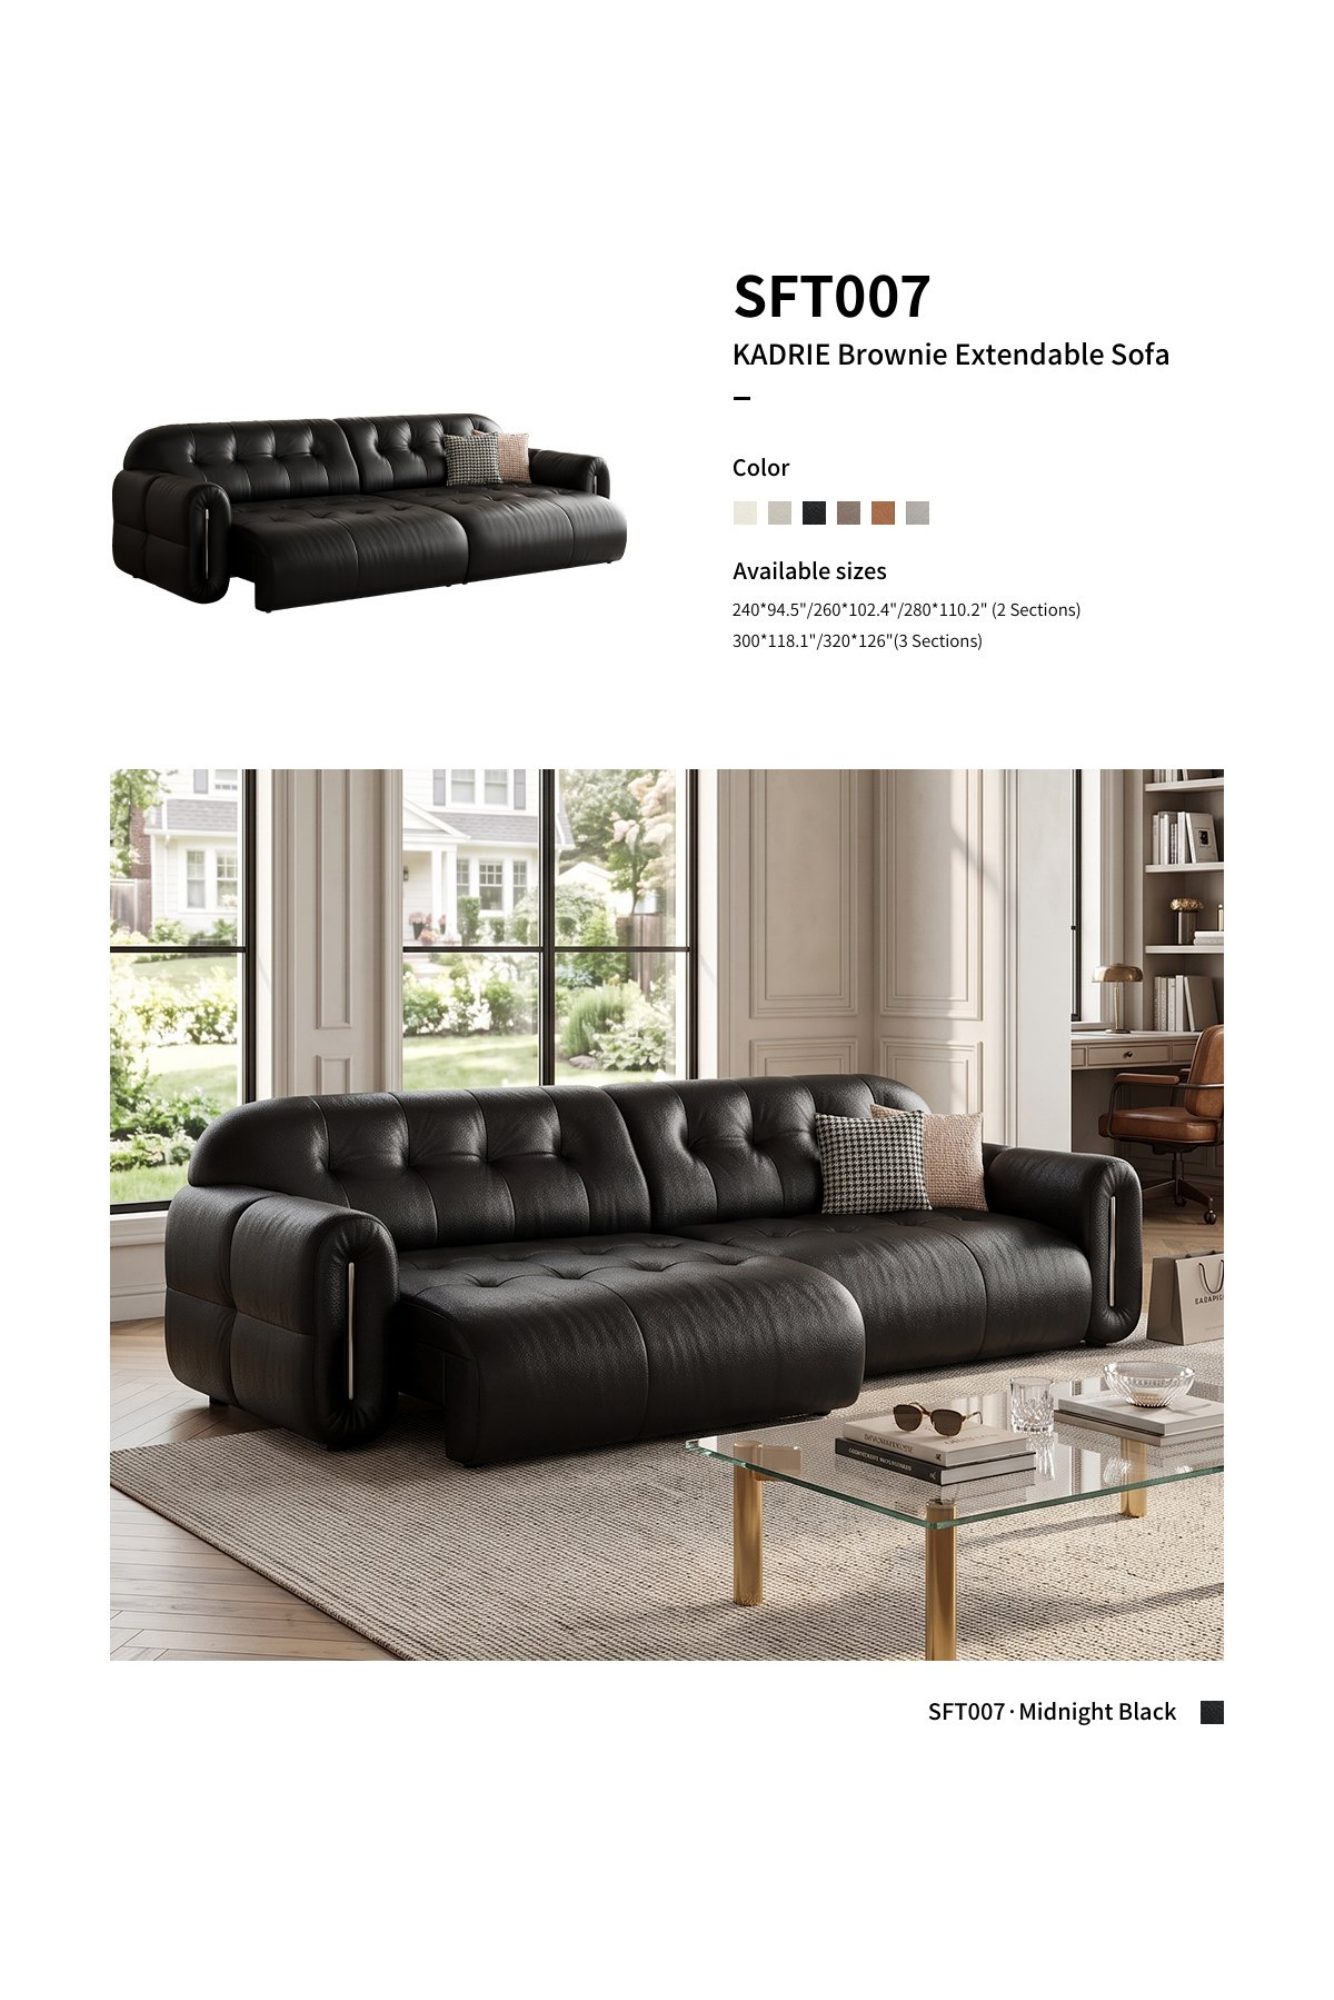 SFT007
KADRIE Brownie Extendable Sofa
Color
Available sizes
240*94.5"/260*102.4"/280*110.2" (2 Sections)
300*118.1"/320*126"(3 Sections)
SFT007·Midnight Black